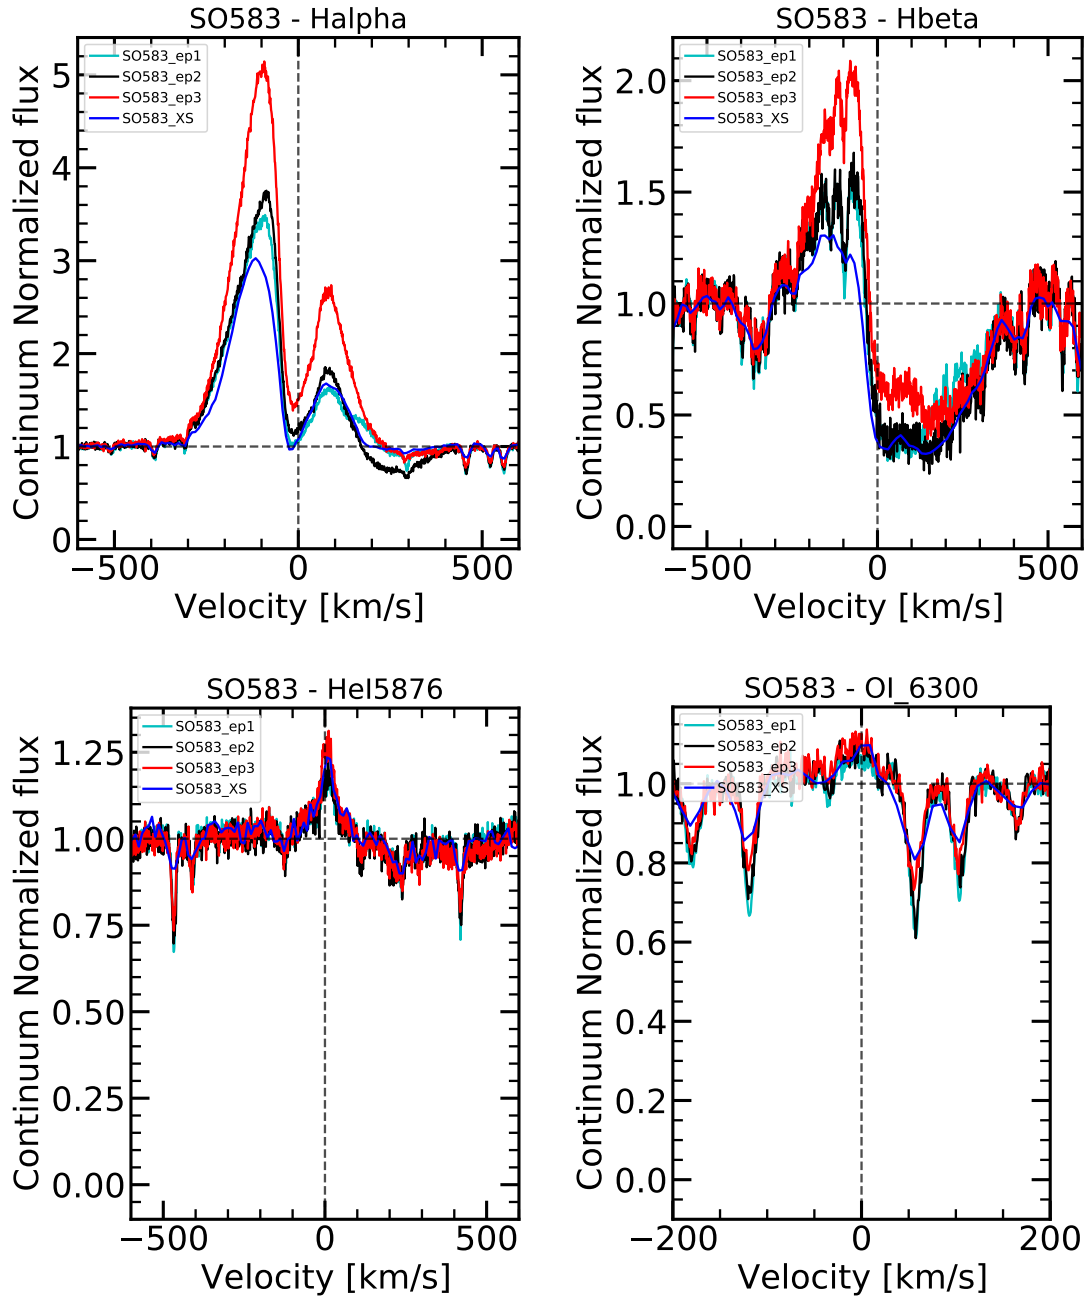 SO583 - Halpha
SO583_ep1
SO583_ep2
SO583_ep3
SO583_XS
Continuum Normalized flux
5
4
3
2
1
0
−500 0 500
Velocity [km/s]
SO583 - Hbeta
SO583_ep1
SO583_ep2
SO583_ep3
SO583_XS
Continuum Normalized flux
2.0
1.5
1.0
0.5
0.0
−500 0 500
Velocity [km/s]
SO583 - HeI5876
SO583_ep1
SO583_ep2
SO583_ep3
SO583_XS
Continuum Normalized flux
1.25
1.00
0.75
0.50
0.25
0.00
−500 0 500
Velocity [km/s]
SO583 - OI_6300
SO583_ep1
SO583_ep2
SO583_ep3
SO583_XS
Continuum Normalized flux
1.0
0.8
0.6
0.4
0.2
0.0
−200 0 200
Velocity [km/s]